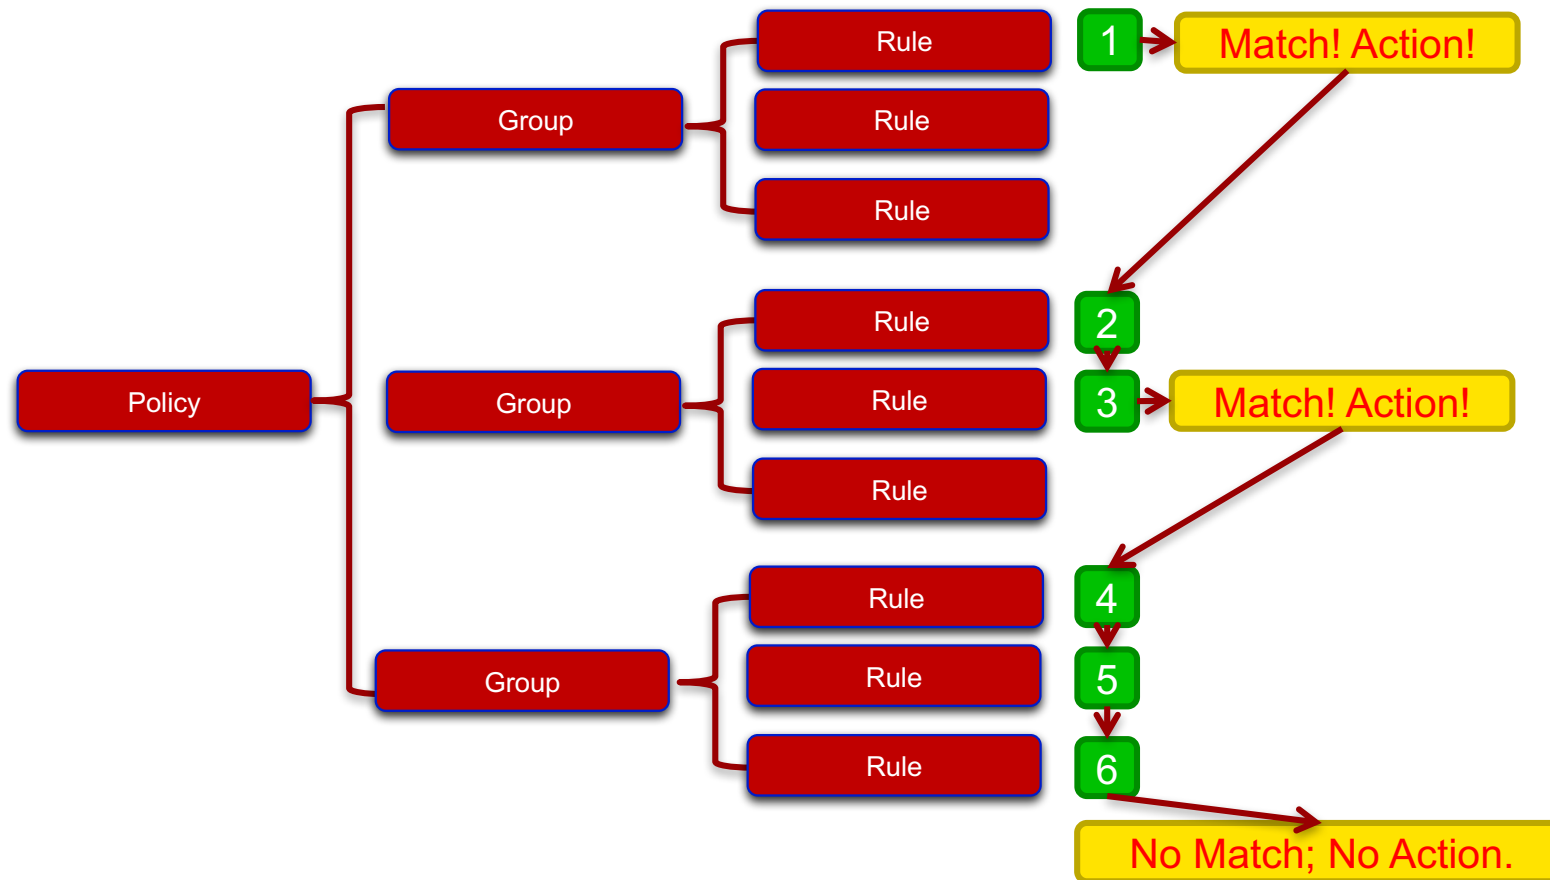 Rule
1
Match! Action!
Group
Rule
Rule
Rule
2
Policy
Group
Rule
3
Match! Action!
Rule
Rule
4
Group
Rule
5
Rule
6
No Match; No Action.